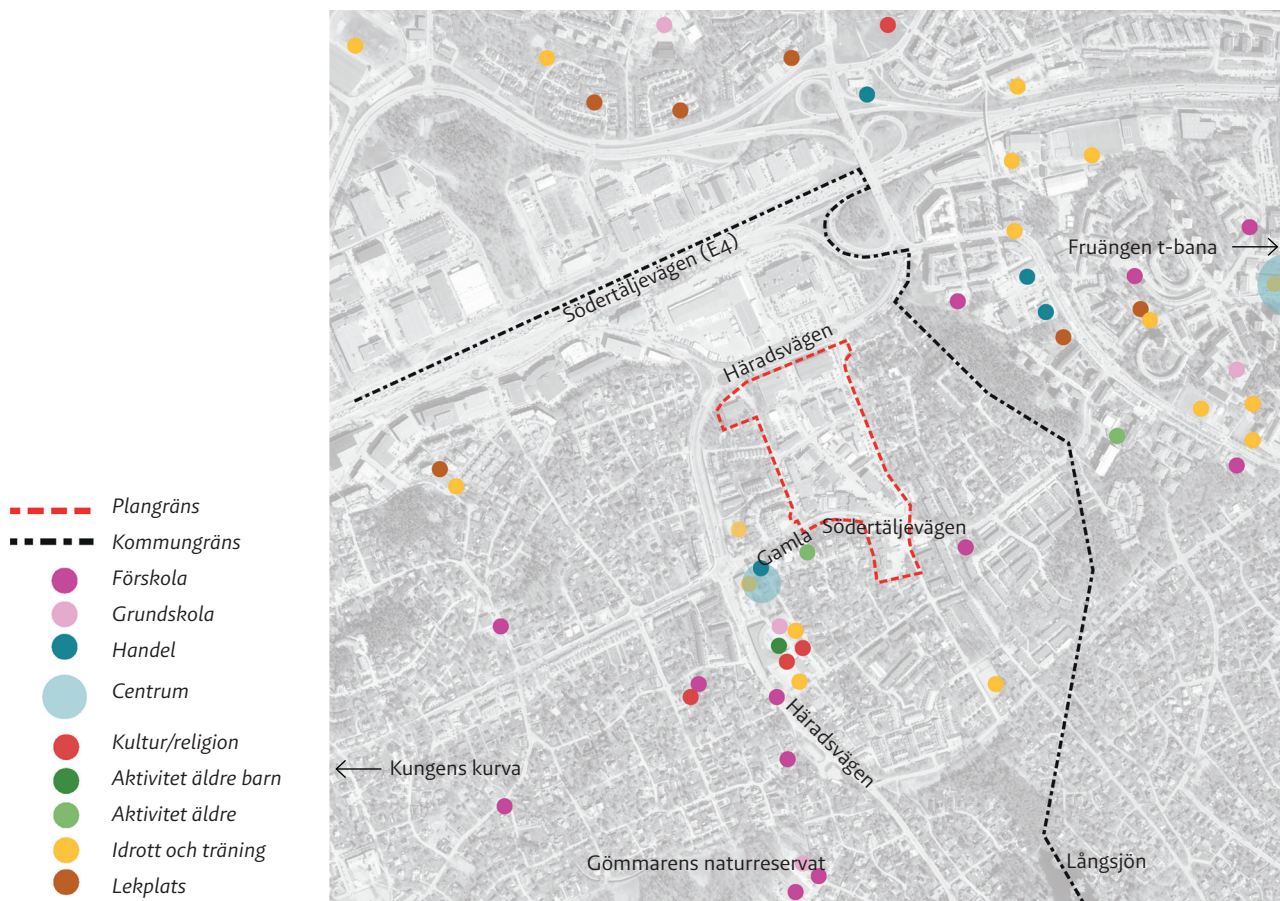 Plangräns
Kommungräns
Förskola
Grundskola
Handel
Centrum
Kultur/religion
Aktivitet äldre barn
Aktivitet äldre
Idrott och träning
Lekplats
Fruängen t-bana
Södertäljevägen (E4)
Häradsvägen
Gamla Södertäljevägen
Häradsvägen
Kungens kurva
Gömmarens naturreservat
Långsjön